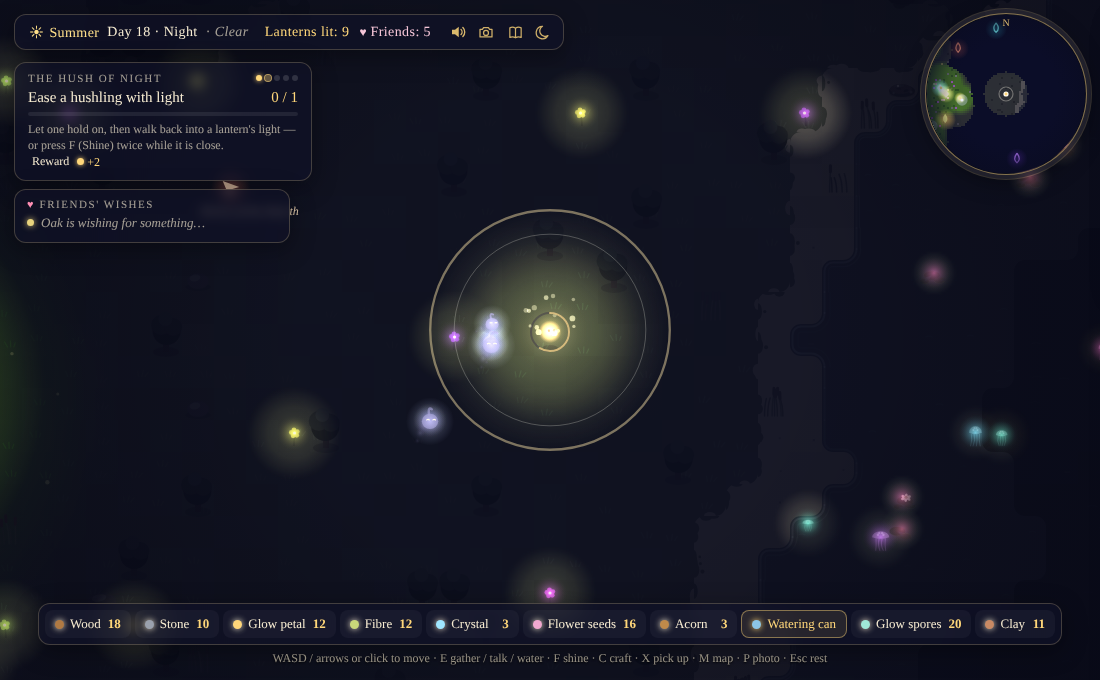 Summer Day 18 · Night · Clear Lanterns lit: 9 ♥ Friends: 5
N
THE HUSH OF NIGHT
Ease a hushling with light 0 / 1
Let one hold on, then walk back into a lantern's light —
or press F (Shine) twice while it is close.
Reward +2
♥ FRIENDS' WISHES
Oak is wishing for something…
Wood 18 Stone 10 Glow petal 12 Fibre 12 Crystal 3 Flower seeds 16 Acorn 3 Watering can Glow spores 20 Clay 11
WASD / arrows or click to move · E gather / talk / water · F shine · C craft · X pick up · M map · P photo · Esc rest